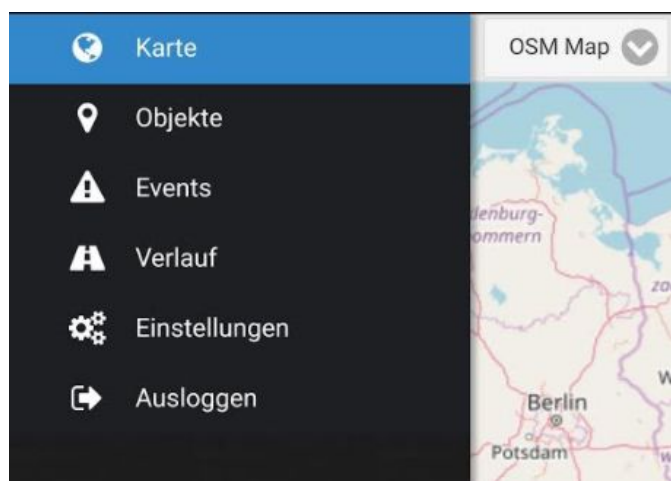 Karte
OSM Map
Objekte
Events
Verlauf
Einstellungen
Ausloggen
Berlin
Potsdam